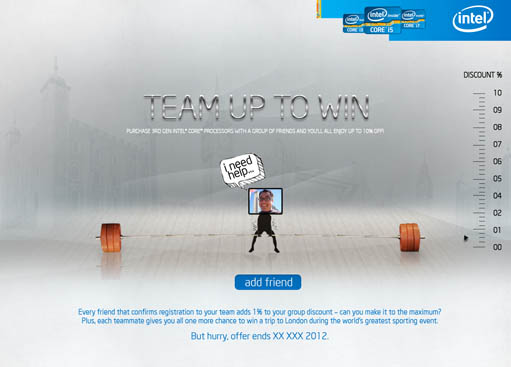 intel inside
CORE i3
intel inside
CORE i5
intel inside
CORE i7
intel
DISCOUNT %
TEAM UP TO WIN
PURCHASE 3RD GEN INTEL® CORE™ PROCESSORS WITH A GROUP OF FRIENDS AND YOU'LL ALL ENJOY UP TO 10% OFF!
i need
help...
10
09
08
07
06
05
04
02
01
00
add friend
Every friend that confirms registration to your team adds 1% to your group discount – can you make it to the maximum?
Plus, each teammate gives you all one more chance to win a trip to London during the world's greatest sporting event.
But hurry, offer ends XX XXX 2012.